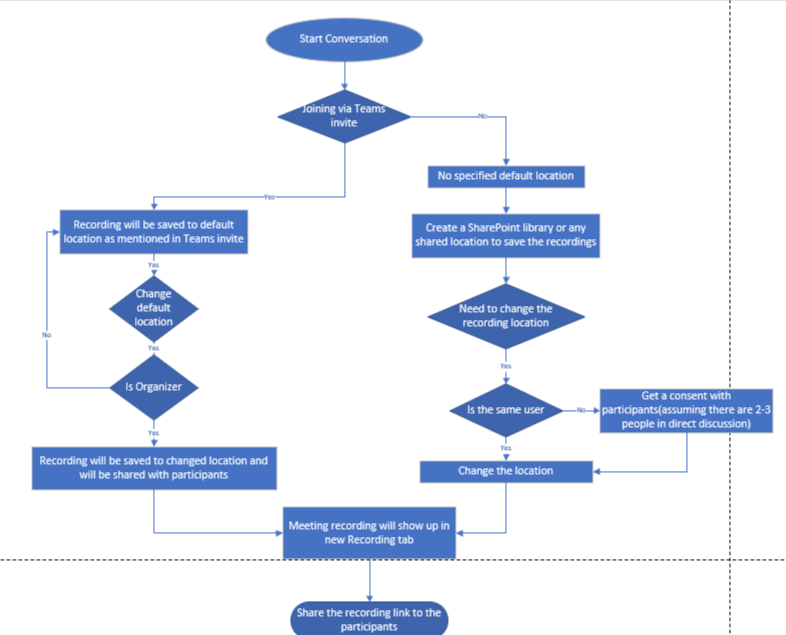 Start Conversation
Joining via Teams
invite
No
No specified default location
Yes
Recording will be saved to default
location as mentioned in Teams invite
Create a SharePoint library or any
shared location to save the recordings
Yes
Change
default
location
Need to change the
recording location
No
Yes
Yes
Is Organizer
Is the same user
No
Get a consent with
participants(assuming there are 2-3
people in direct discussion)
Yes
Yes
Recording will be saved to changed location and
will be shared with participants
Change the location
Meeting recording will show up in
new Recording tab
Share the recording link to the
participants